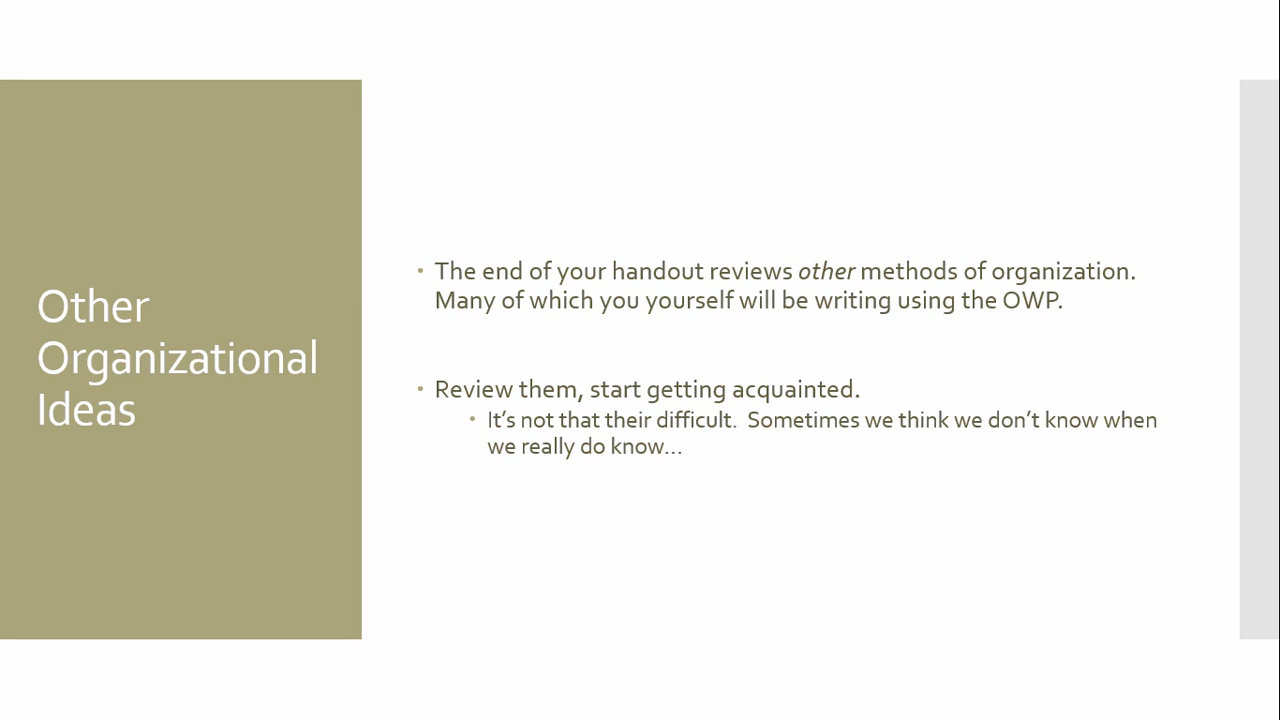 Other
Organizational
Ideas
• The end of your handout reviews other methods of organization.
Many of which you yourself will be writing using the OWP.
• Review them, start getting acquainted.
• It’s not that their difficult.  Sometimes we think we don’t know when
we really do know…